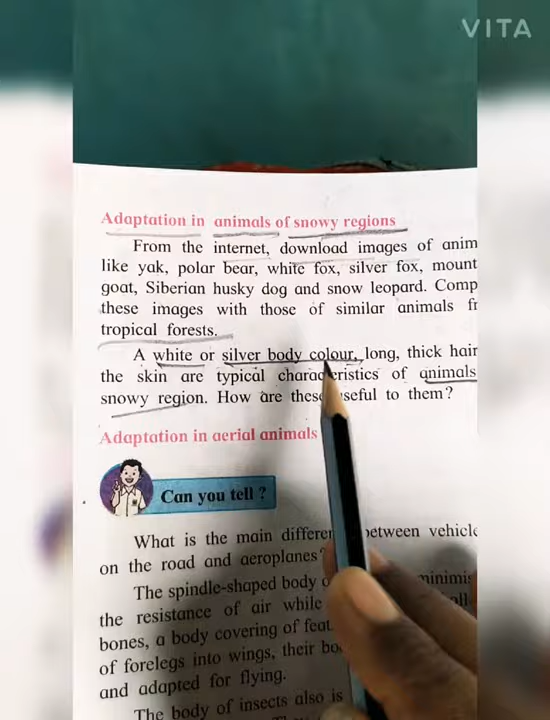 VITA
Adaptation in animals of snowy regions
From the internet, download images of anim
like yak, polar bear, white fox, silver fox, mount
goat, Siberian husky dog and snow leopard. Comp
these images with those of similar animals fr
tropical forests.
A white or silver body colour, long, thick hair
the skin are typical characteristics of animals
snowy region. How are these useful to them?
Adaptation in aerial animals
Can you tell ?
What is the main differen between vehicle
on the road and aeroplanes?
The spindle-shaped body minimis
the resistance of air while
bones, a body covering of feat
of forelegs into wings, their bo
and adapted for flying.
The body of insects also is